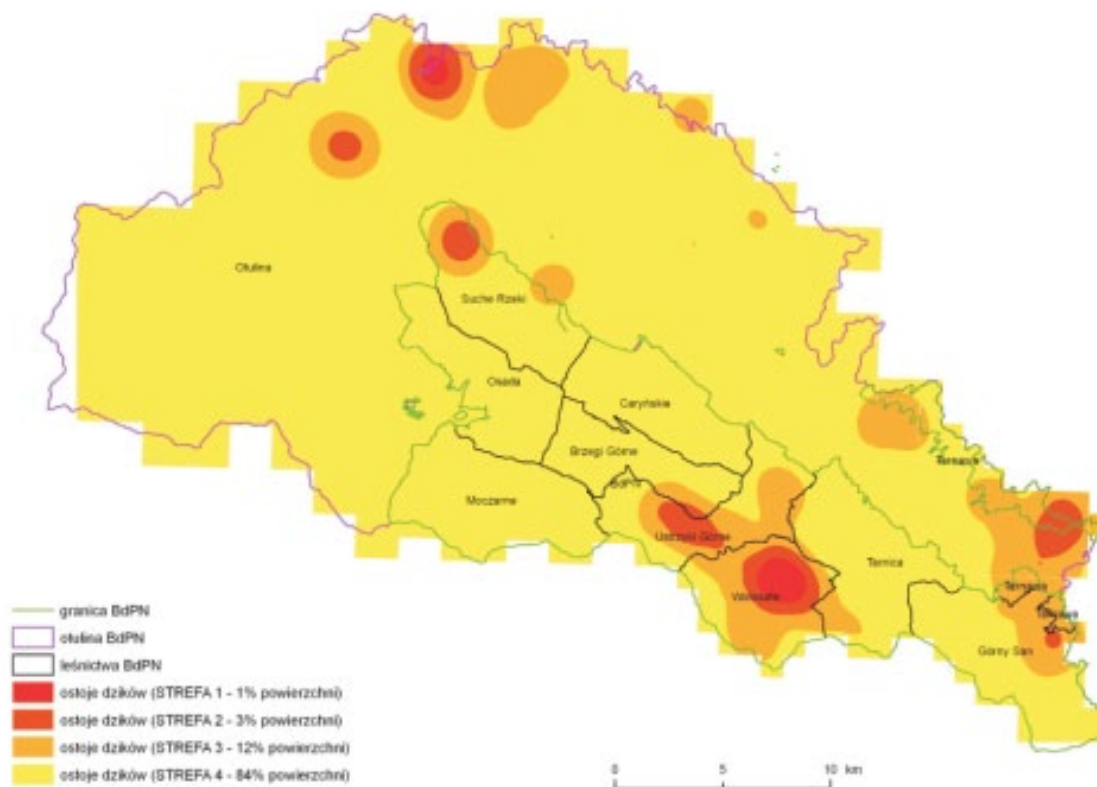 Otulina
Suche Rzeki
Osada
Caryńskie
Brzegi Górne
BdPN
Moczarne
Tarnawa
Ustrzyki Górne
Wołosate
Tarnica
Tarnawa
Tarnawa
Górny San
granica BdPN
otulina BdPN
leśnictwa BdPN
ostoje dzików (STREFA 1 - 1% powierzchni)
ostoje dzików (STREFA 2 - 3% powierzchni)
ostoje dzików (STREFA 3 - 12% powierzchni)
ostoje dzików (STREFA 4 - 84% powierzchni)
0 5 10 km